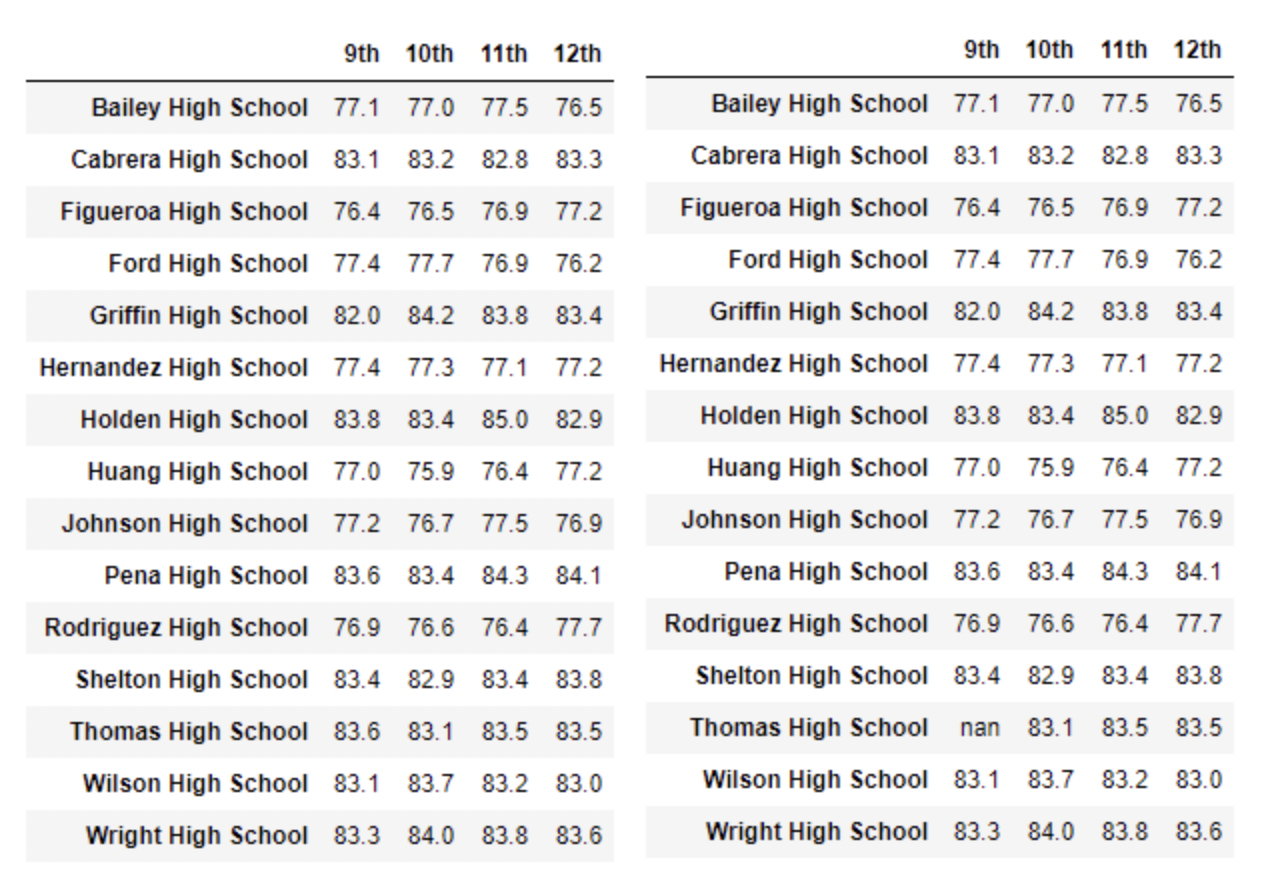 9th 10th 11th 12th
Bailey High School 77.1 77.0 77.5 76.5
Cabrera High School 83.1 83.2 82.8 83.3
Figueroa High School 76.4 76.5 76.9 77.2
Ford High School 77.4 77.7 76.9 76.2
Griffin High School 82.0 84.2 83.8 83.4
Hernandez High School 77.4 77.3 77.1 77.2
Holden High School 83.8 83.4 85.0 82.9
Huang High School 77.0 75.9 76.4 77.2
Johnson High School 77.2 76.7 77.5 76.9
Pena High School 83.6 83.4 84.3 84.1
Rodriguez High School 76.9 76.6 76.4 77.7
Shelton High School 83.4 82.9 83.4 83.8
Thomas High School 83.6 83.1 83.5 83.5
Wilson High School 83.1 83.7 83.2 83.0
Wright High School 83.3 84.0 83.8 83.6
9th 10th 11th 12th
Bailey High School 77.1 77.0 77.5 76.5
Cabrera High School 83.1 83.2 82.8 83.3
Figueroa High School 76.4 76.5 76.9 77.2
Ford High School 77.4 77.7 76.9 76.2
Griffin High School 82.0 84.2 83.8 83.4
Hernandez High School 77.4 77.3 77.1 77.2
Holden High School 83.8 83.4 85.0 82.9
Huang High School 77.0 75.9 76.4 77.2
Johnson High School 77.2 76.7 77.5 76.9
Pena High School 83.6 83.4 84.3 84.1
Rodriguez High School 76.9 76.6 76.4 77.7
Shelton High School 83.4 82.9 83.4 83.8
Thomas High School nan 83.1 83.5 83.5
Wilson High School 83.1 83.7 83.2 83.0
Wright High School 83.3 84.0 83.8 83.6